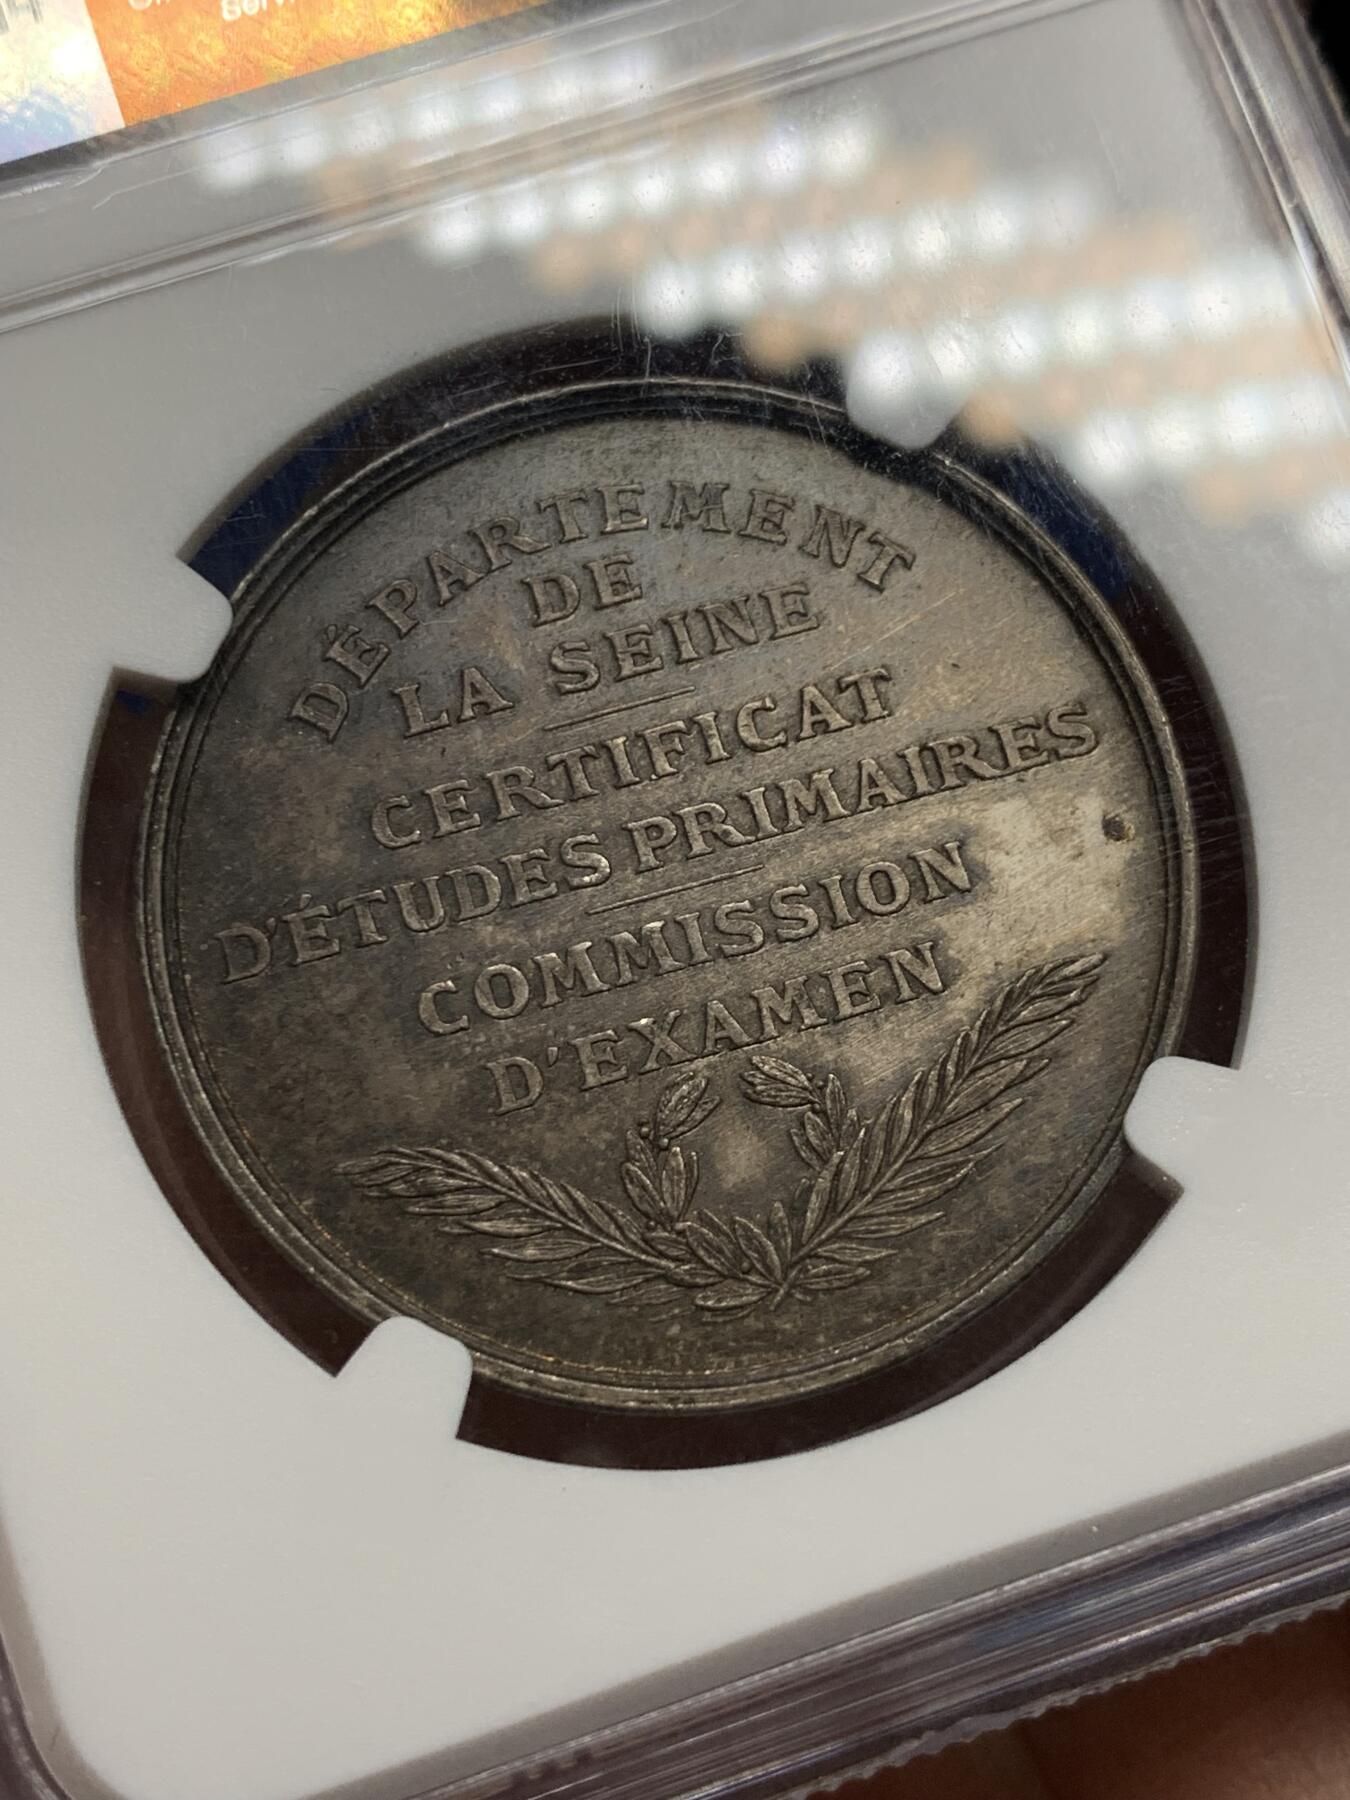 DÉPARTEMENT
DE
LA SEINE
CERTIFICAT
D'ÉTUDES PRIMAIRES
COMMISSION
D'EXAMEN